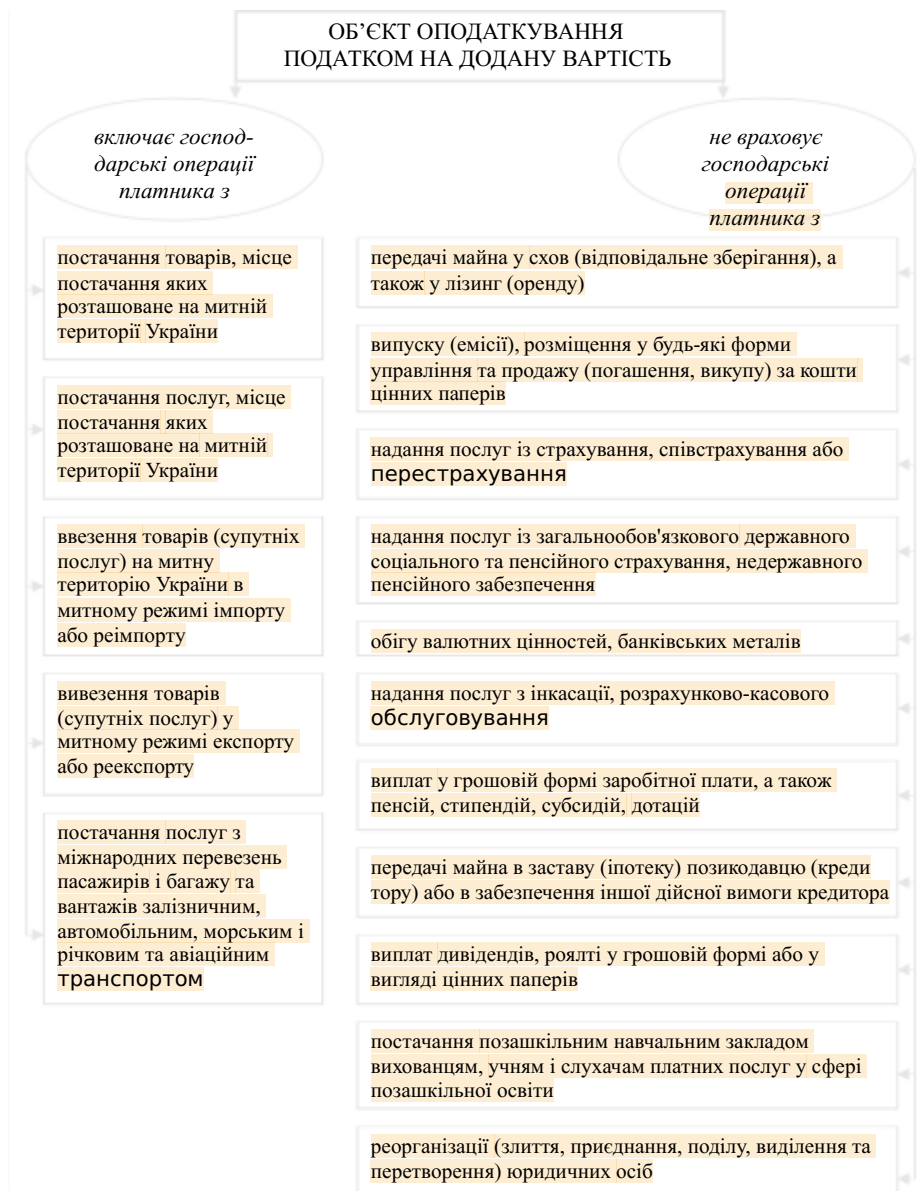 ОБ’ЄКТ ОПОДАТКУВАННЯ
ПОДАТКОМ НА ДОДАНУ ВАРТІСТЬ
включає господ-
дарські операції
платника з
не враховує
господарські
операції
платника з
постачання товарів, місце
постачання яких
розташоване на митній
території України
постачання послуг, місце
постачання яких
розташоване на митній
території України
ввезення товарів (супутніх
послуг) на митну
територію України в
митному режимі імпорту
або реімпорту
вивезення товарів
(супутніх послуг) у
митному режимі експорту
або реекспорту
постачання послуг з
міжнародних перевезень
пасажирів і багажу та
вантажів залізничним,
автомобільним, морським і
річковим та авіаційним
транспортом
передачі майна у схов (відповідальне зберігання), а
також у лізинг (оренду)
випуску (емісії), розміщення у будь-які форми
управління та продажу (погашення, викупу) за кошти
цінних паперів
надання послуг із страхування, співстрахування або
перестрахування
надання послуг із загальнообов'язкового державного
соціального та пенсійного страхування, недержавного
пенсійного забезпечення
обігу валютних цінностей, банківських металів
надання послуг з інкасації, розрахунково-касового
обслуговування
виплат у грошовій формі заробітної плати, а також
пенсій, стипендій, субсидій, дотацій
передачі майна в заставу (іпотеку) позикодавцю (креди
тору) або в забезпечення іншої дійсної вимоги кредитора
виплат дивідендів, роялті у грошовій формі або у
вигляді цінних паперів
постачання позашкільним навчальним закладом
вихованцям, учням і слухачам платних послуг у сфері
позашкільної освіти
реорганізації (злиття, приєднання, поділу, виділення та
перетворення) юридичних осіб